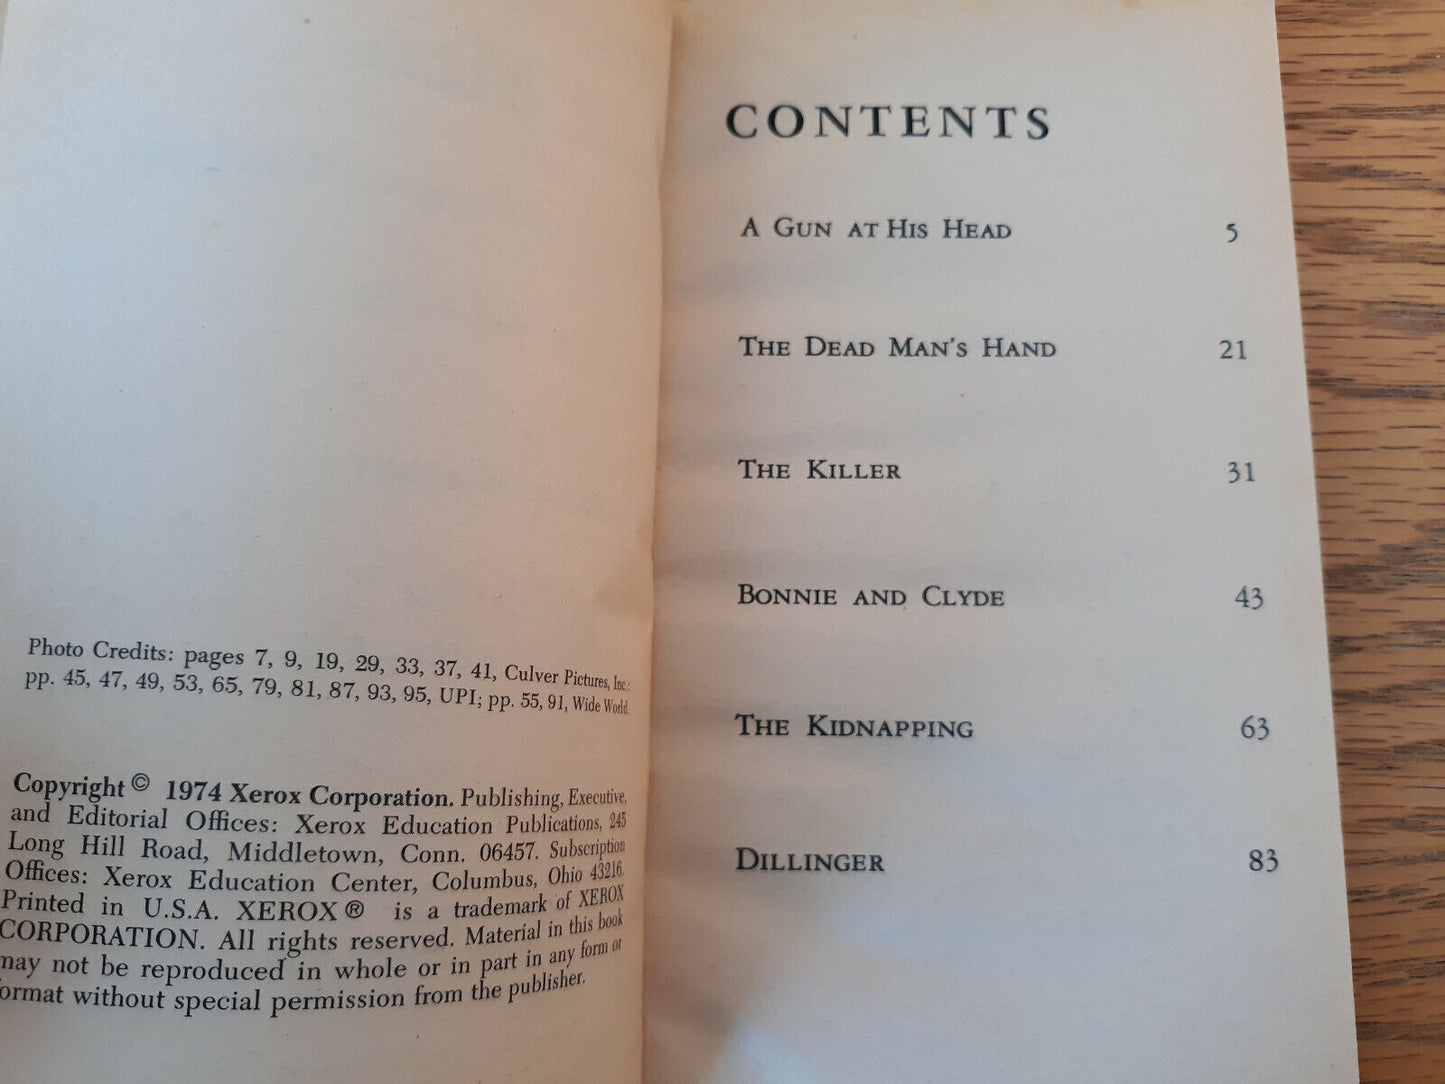 Photo Credits: pages 7, 9, 19, 29, 33, 37, 41, Culver Pictures, Inc.;
pp. 45, 47, 49, 53, 65, 79, 81, 87, 93, 95, UPI; pp. 55, 91, Wide World.
Copyright © 1974 Xerox Corporation. Publishing, Executive,
and Editorial Offices: Xerox Education Publications, 245
Long Hill Road, Middletown, Conn. 06457. Subscription
Offices: Xerox Education Center, Columbus, Ohio 43216.
Printed in U.S.A. XEROX® is a trademark of XEROX
CORPORATION. All rights reserved. Material in this book
may not be reproduced in whole or in part in any form or
format without special permission from the publisher.
CONTENTS
A GUN AT HIS HEAD 5
THE DEAD MAN'S HAND 21
THE KILLER 31
BONNIE AND CLYDE 43
THE KIDNAPPING 63
DILLINGER 83